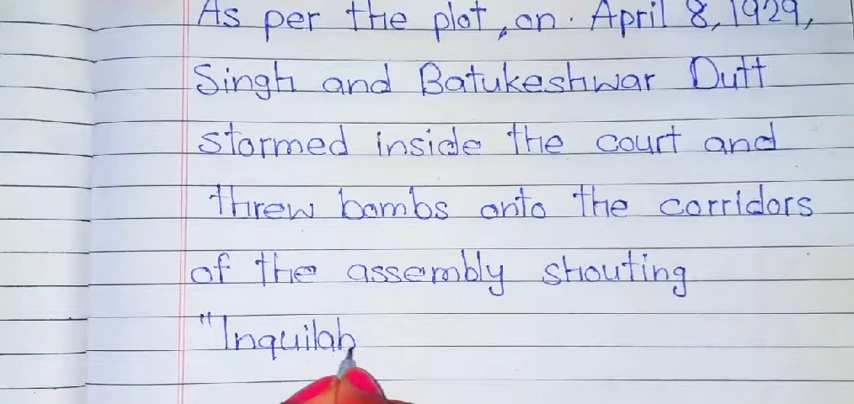 As per the plot, on. April 8, 1929,
Singh and Batukeshwar Dutt
stormed inside the court and
threw bombs onto the corridors
of the assembly shouting
"Inquilab